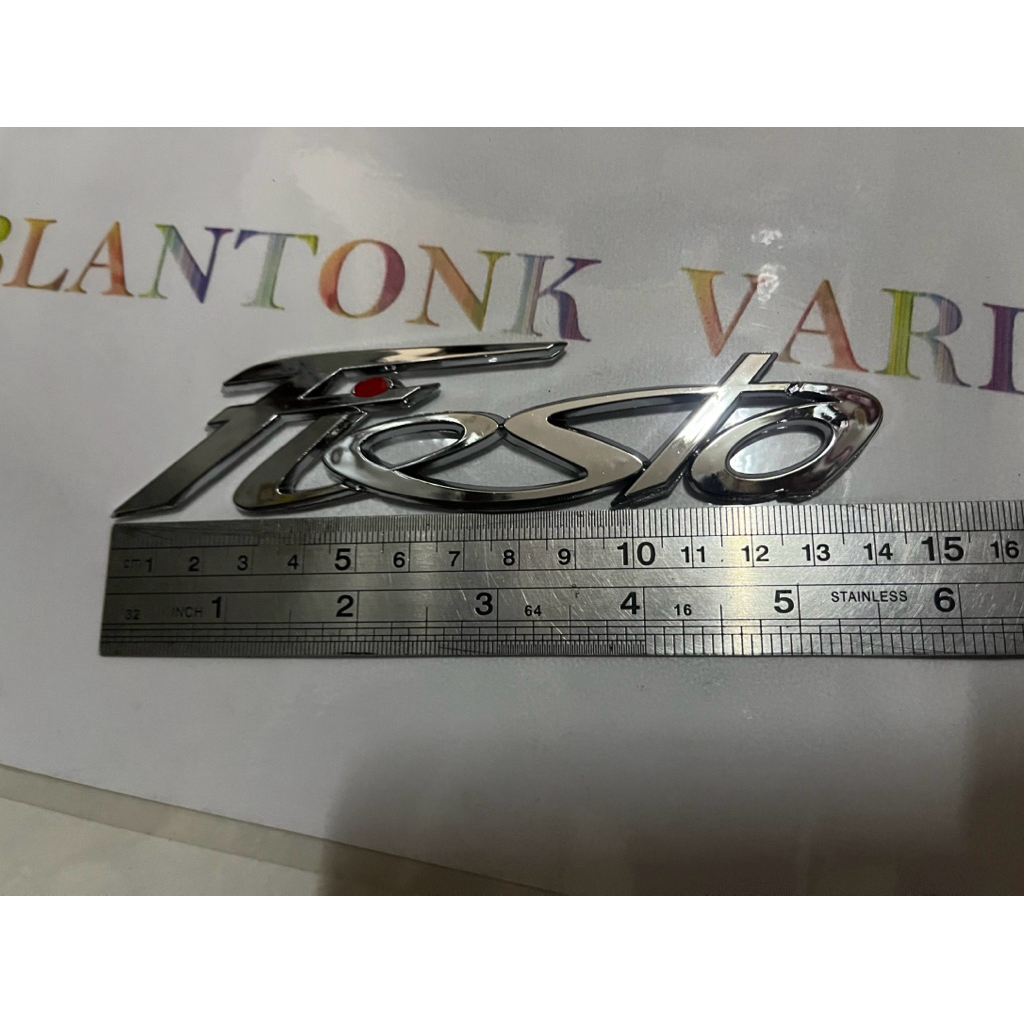 BLANTONK VARI
Fiesta
CM 1 2 3 4 5 6 7 8 9 10 11 12 13 14 15 16
32 INCH 1 2 3 64 4 16 5 STAINLESS 6